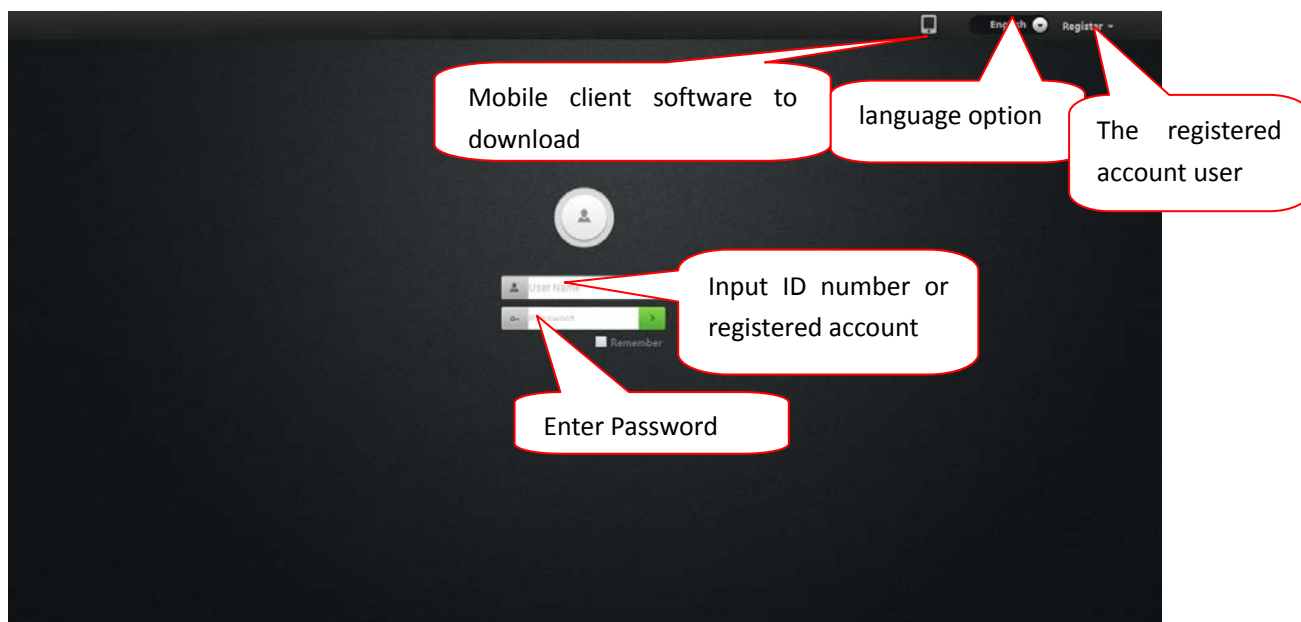 English
Register
Mobile client software to
download
language option
The registered
account user
User Name
Input ID number or
registered account
Password
Remember
Enter Password